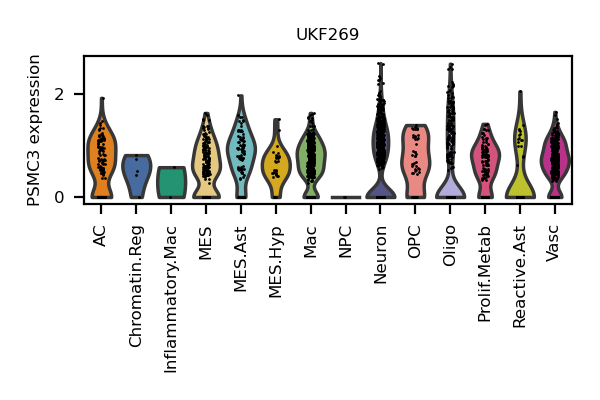 UKF269
PSMC3 expression
2
0
AC
Chromatin.Reg
Inflammatory.Mac
MES
MES.Ast
MES.Hyp
Mac
NPC
Neuron
OPC
Oligo
Prolif.Metab
Reactive.Ast
Vasc